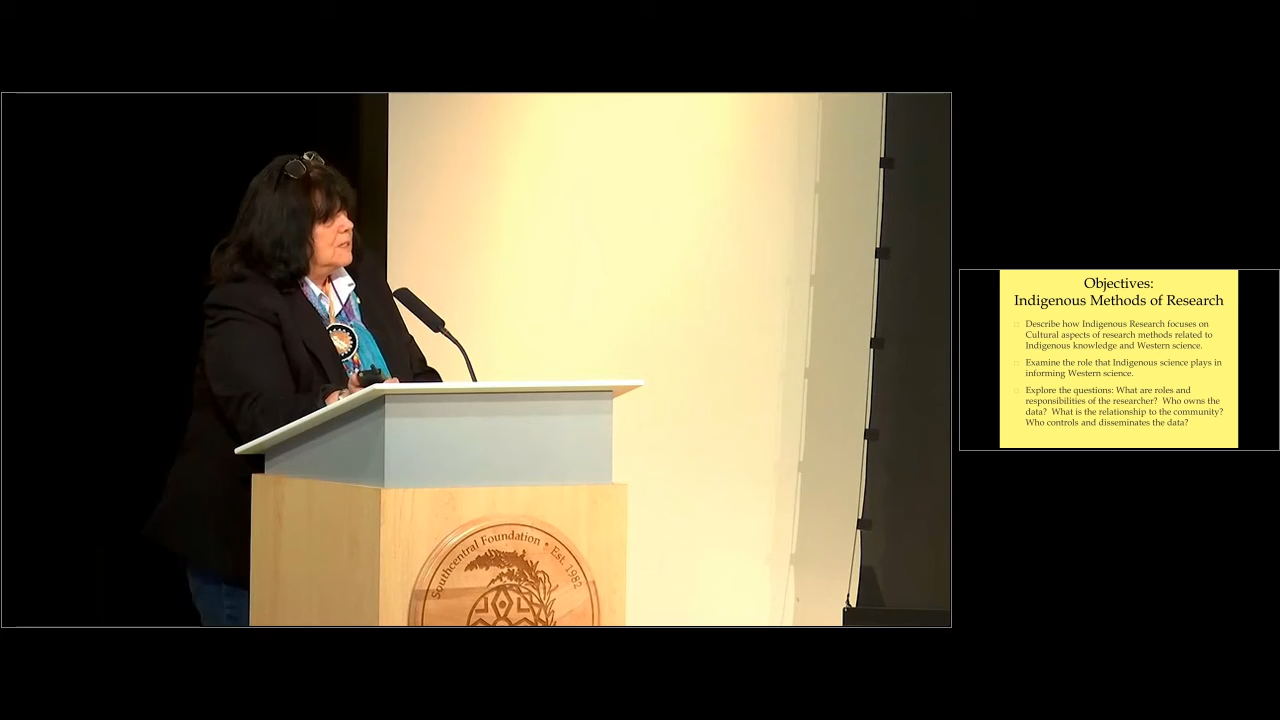 Southcentral Foundation • Est. 1982
Objectives:
Indigenous Methods of Research
Describe how Indigenous Research focuses on
Cultural aspects of research methods related to
Indigenous knowledge and Western science.
Examine the role that Indigenous science plays in
informing Western science.
Explore the questions: What are roles and
responsibilities of the researcher? Who owns the
data? What is the relationship to the community?
Who controls and disseminates the data?